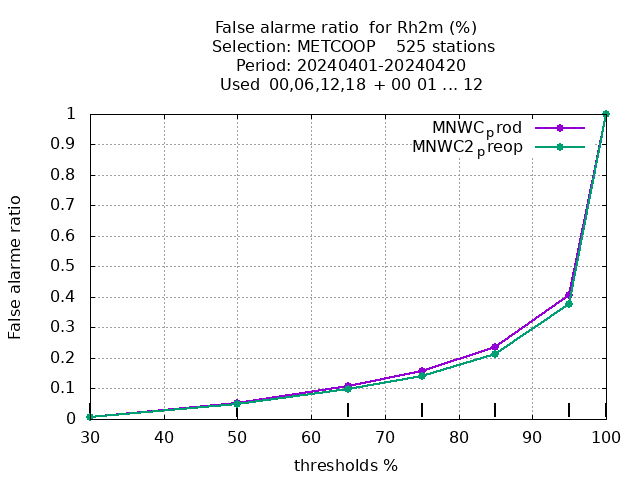 False alarme ratio  for Rh2m (%)
Selection: METCOOP    525 stations
Period: 20240401-20240420
Used  00,06,12,18  + 00 01 ... 12
MNWCprod
MNWC2preop
1
0.9
0.8
0.7
0.6
0.5
0.4
0.3
0.2
0.1
0
False alarme ratio
30 40 50 60 70 80 90 100
thresholds %